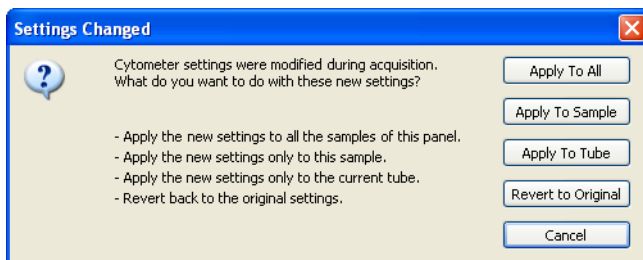 Settings Changed
Cytometer settings were modified during acquisition.
What do you want to do with these new settings?
- Apply the new settings to all the samples of this panel.
- Apply the new settings only to this sample.
- Apply the new settings only to the current tube.
- Revert back to the original settings.
Apply To All
Apply To Sample
Apply To Tube
Revert to Original
Cancel